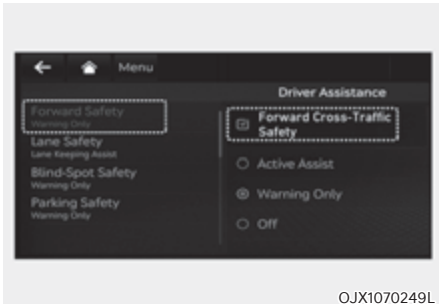 Menu
Driver Assistance
Forward Safety
Warning Only
Lane Safety
Lane Keeping Assist
Blind-Spot Safety
Warning Only
Parking Safety
Warning Only
Forward Cross-Traffic
Safety
Active Assist
Warning Only
Off
OJX1070249L